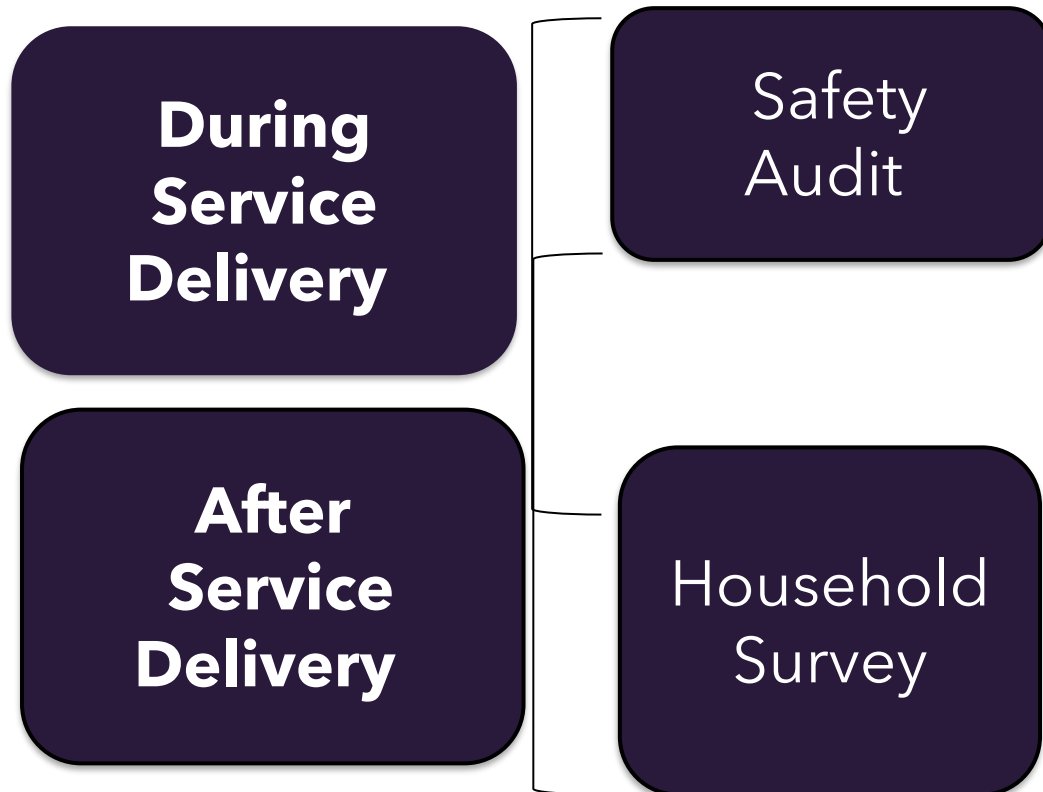 During
Service
Delivery
Safety
Audit
After
Service
Delivery
Household
Survey